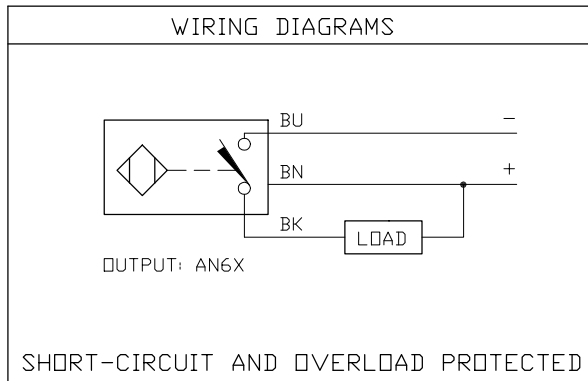 WIRING DIAGRAMS
BU -
BN +
BK
LOAD
OUTPUT: AN6X
SHORT-CIRCUIT AND OVERLOAD PROTECTED